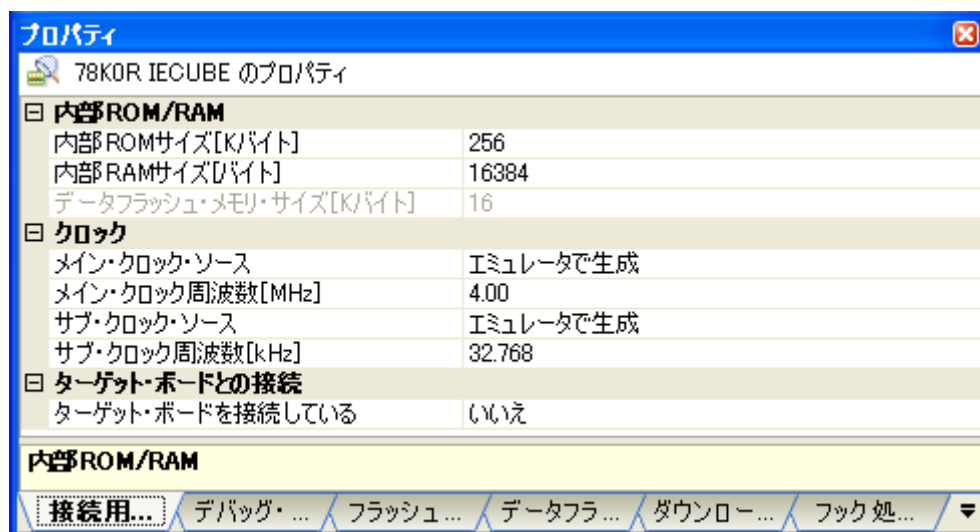 プロパティ
78K0R IECUBE のプロパティ
内部ROM/RAM
内部ROMサイズ[Kバイト] 256
内部RAMサイズ[バイト] 16384
データフラッシュ・メモリ・サイズ[Kバイト] 16
クロック
メイン・クロック・ソース エミュレータで生成
メイン・クロック周波数[MHz] 4.00
サブ・クロック・ソース エミュレータで生成
サブ・クロック周波数[kHz] 32.768
ターゲット・ボードとの接続
ターゲット・ボードを接続している いいえ
内部ROM/RAM
接続用... デバッグ・... フラッシュ... データフラ... ダウンロー... フック処...